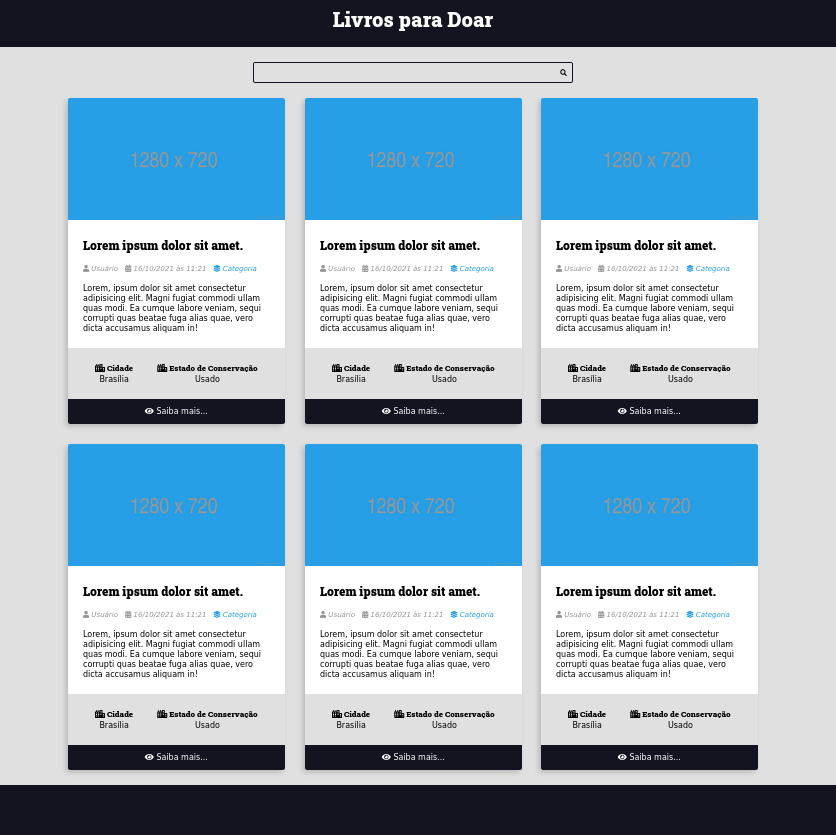 Livros para Doar
1280 x 720
Lorem ipsum dolor sit amet.
Usuário 16/10/2021 às 11:21 Categoria
Lorem, ipsum dolor sit amet consectetur
adipisicing elit. Magni fugiat commodi ullam
quas modi. Ea cumque labore veniam, sequi
corrupti quas beatae fuga alias quae, vero
dicta accusamus aliquam in!
Cidade Estado de Conservação
Brasília Usado
Saiba mais...
1280 x 720
Lorem ipsum dolor sit amet.
Usuário 16/10/2021 às 11:21 Categoria
Lorem, ipsum dolor sit amet consectetur
adipisicing elit. Magni fugiat commodi ullam
quas modi. Ea cumque labore veniam, sequi
corrupti quas beatae fuga alias quae, vero
dicta accusamus aliquam in!
Cidade Estado de Conservação
Brasília Usado
Saiba mais...
1280 x 720
Lorem ipsum dolor sit amet.
Usuário 16/10/2021 às 11:21 Categoria
Lorem, ipsum dolor sit amet consectetur
adipisicing elit. Magni fugiat commodi ullam
quas modi. Ea cumque labore veniam, sequi
corrupti quas beatae fuga alias quae, vero
dicta accusamus aliquam in!
Cidade Estado de Conservação
Brasília Usado
Saiba mais...
1280 x 720
Lorem ipsum dolor sit amet.
Usuário 16/10/2021 às 11:21 Categoria
Lorem, ipsum dolor sit amet consectetur
adipisicing elit. Magni fugiat commodi ullam
quas modi. Ea cumque labore veniam, sequi
corrupti quas beatae fuga alias quae, vero
dicta accusamus aliquam in!
Cidade Estado de Conservação
Brasília Usado
Saiba mais...
1280 x 720
Lorem ipsum dolor sit amet.
Usuário 16/10/2021 às 11:21 Categoria
Lorem, ipsum dolor sit amet consectetur
adipisicing elit. Magni fugiat commodi ullam
quas modi. Ea cumque labore veniam, sequi
corrupti quas beatae fuga alias quae, vero
dicta accusamus aliquam in!
Cidade Estado de Conservação
Brasília Usado
Saiba mais...
1280 x 720
Lorem ipsum dolor sit amet.
Usuário 16/10/2021 às 11:21 Categoria
Lorem, ipsum dolor sit amet consectetur
adipisicing elit. Magni fugiat commodi ullam
quas modi. Ea cumque labore veniam, sequi
corrupti quas beatae fuga alias quae, vero
dicta accusamus aliquam in!
Cidade Estado de Conservação
Brasília Usado
Saiba mais...